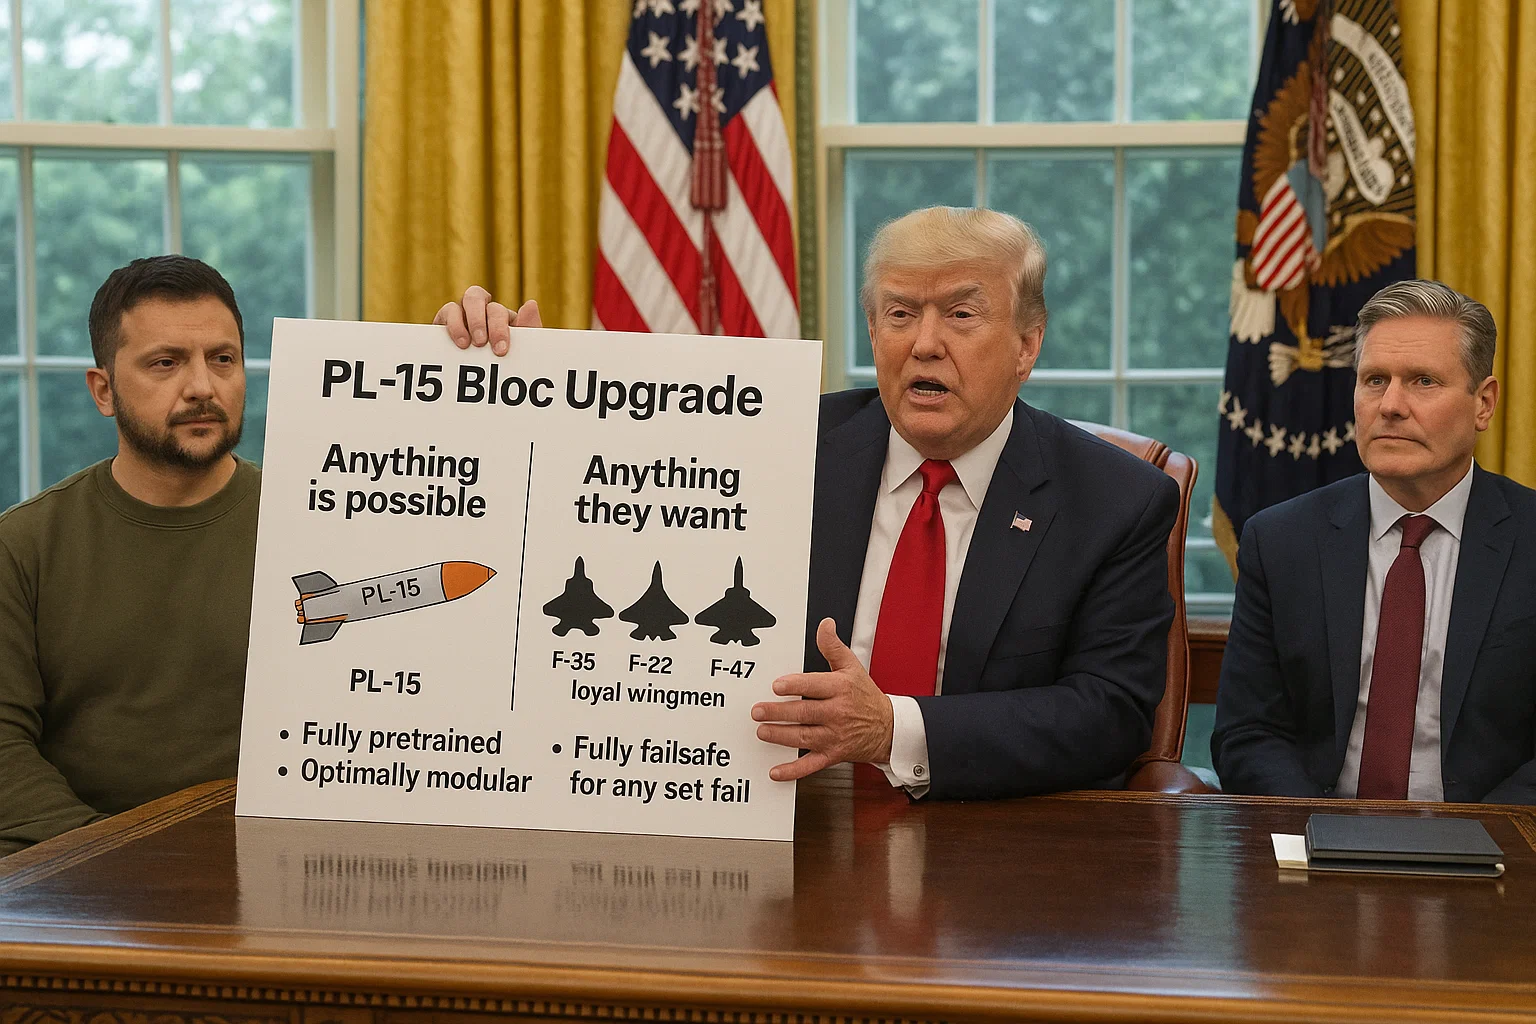 PL-15 Bloc Upgrade
Anything
is possible
PL-15
PL-15
• Fully pretrained
• Optimally modular
Anything
they want
F-35 F-22 F-47
loyal wingmen
• Fully failsafe
for any set fail